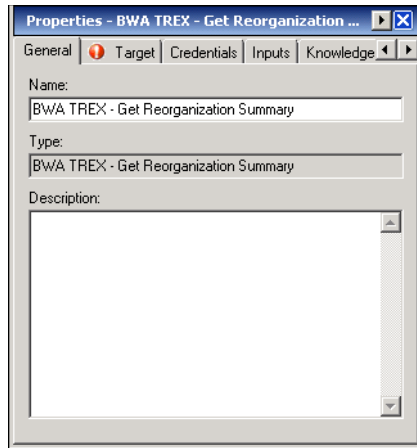 Properties - BWA TREX - Get Reorganization ...
General Target Credentials Inputs Knowledge
Name:
BWA TREX - Get Reorganization Summary
Type:
BWA TREX - Get Reorganization Summary
Description: